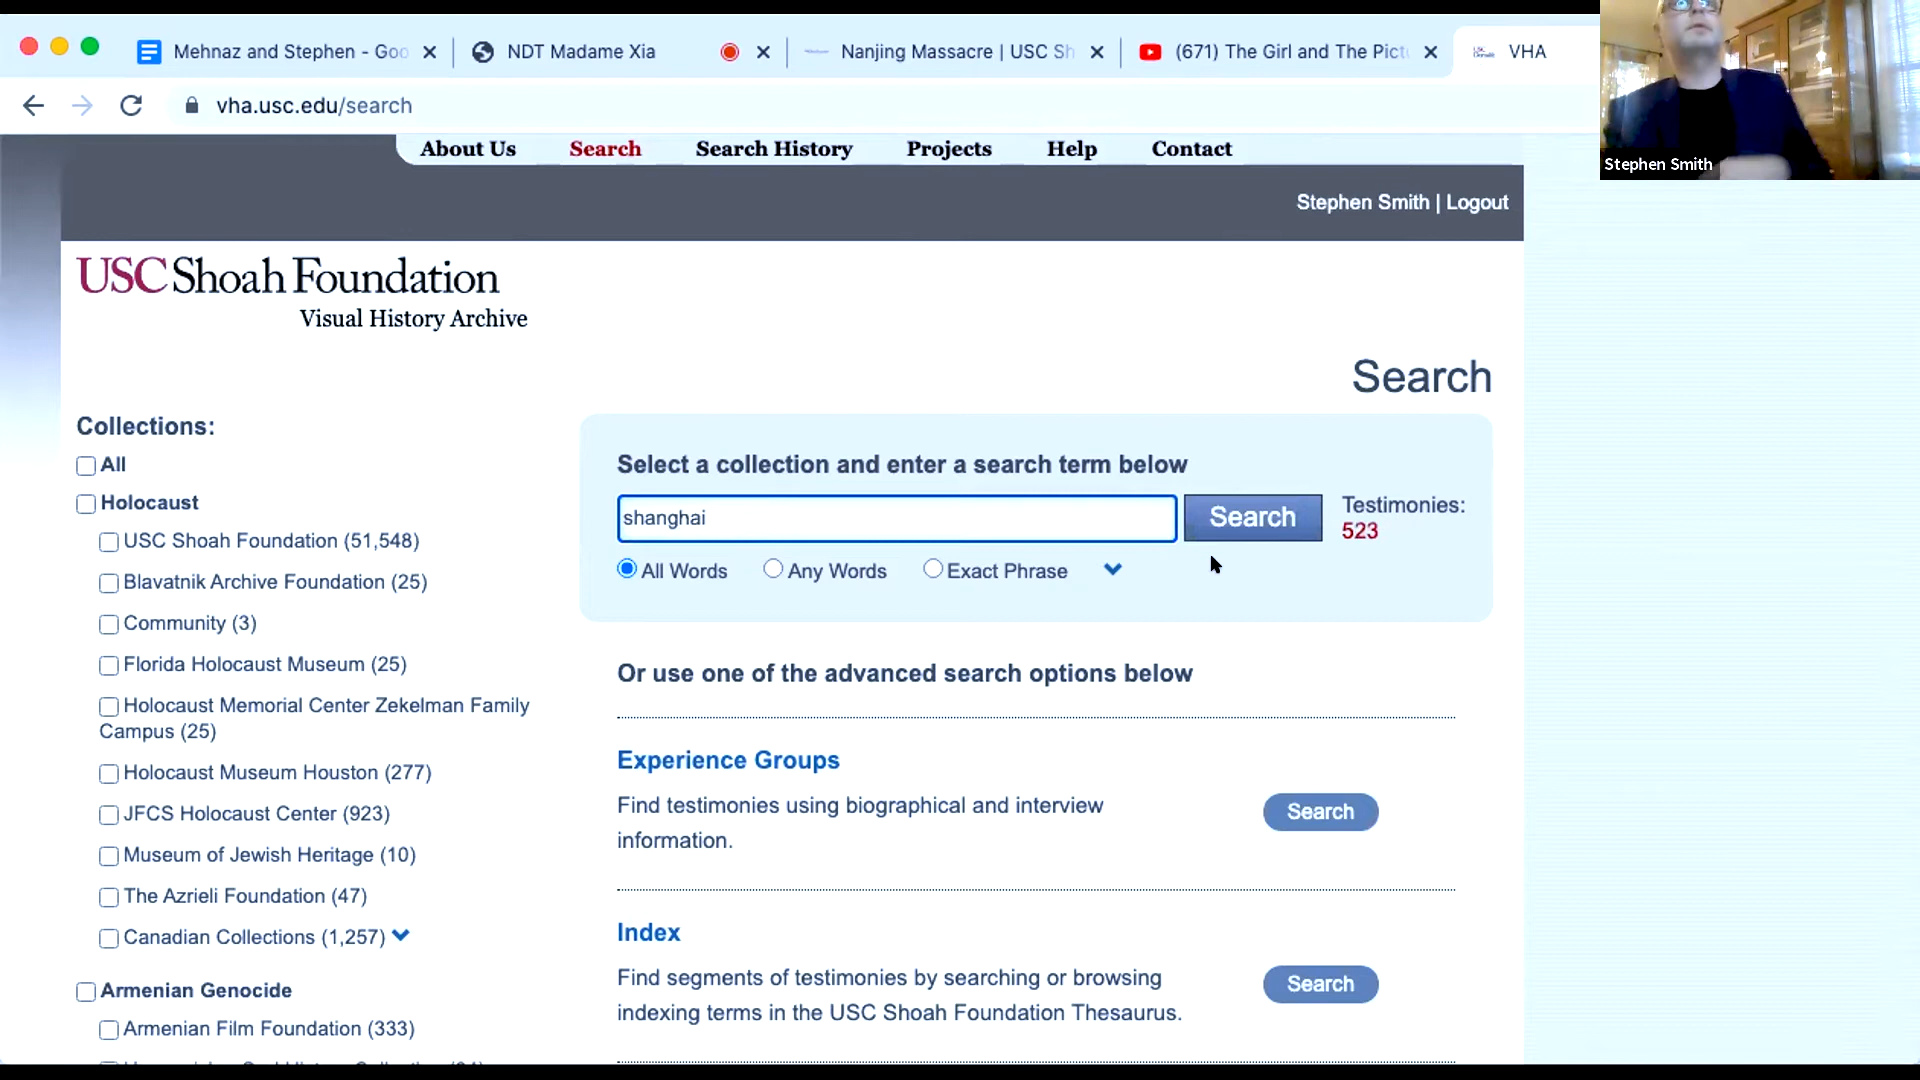 Mehnaz and Stephen - Goo
NDT Madame Xia
Nanjing Massacre | USC Sh
(671) The Girl and The Pict
VHA
vha.usc.edu/search
Stephen Smith
About Us
Search
Search History
Projects
Help
Contact
Stephen Smith | Logout
USC Shoah Foundation
Visual History Archive
Search
Collections:
All
Holocaust
USC Shoah Foundation (51,548)
Blavatnik Archive Foundation (25)
Community (3)
Florida Holocaust Museum (25)
Holocaust Memorial Center Zekelman Family
Campus (25)
Holocaust Museum Houston (277)
JFCS Holocaust Center (923)
Museum of Jewish Heritage (10)
The Azrieli Foundation (47)
Canadian Collections (1,257)
Armenian Genocide
Armenian Film Foundation (333)
Select a collection and enter a search term below
shanghai
Search
Testimonies:
523
All Words
Any Words
Exact Phrase
Or use one of the advanced search options below
Experience Groups
Find testimonies using biographical and interview
information.
Search
Index
Find segments of testimonies by searching or browsing
indexing terms in the USC Shoah Foundation Thesaurus.
Search